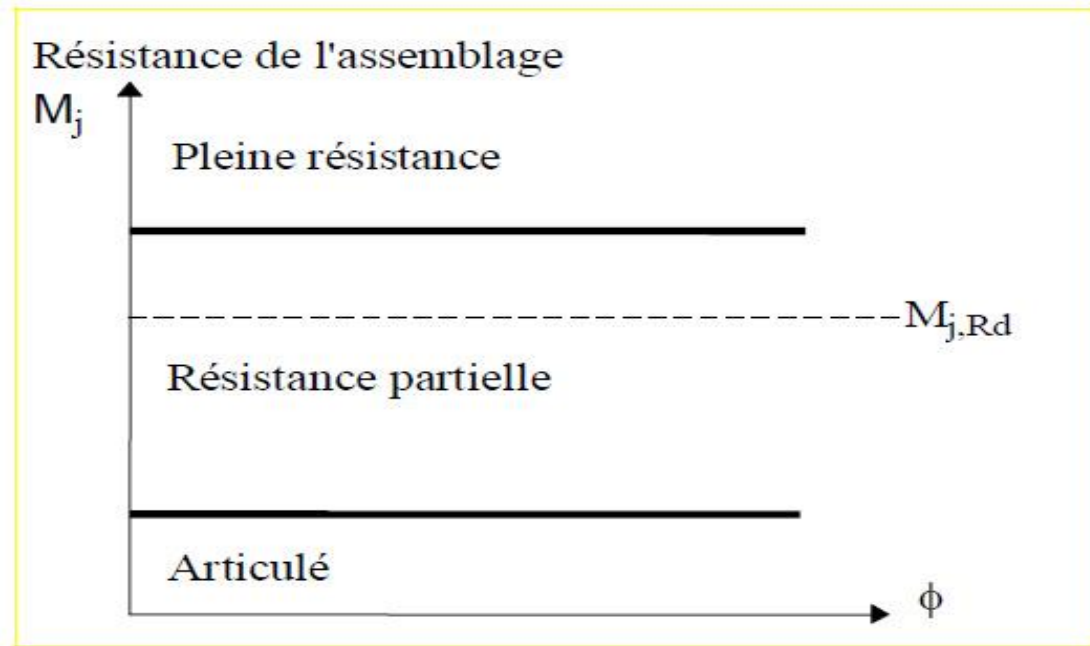 Résistance de l'assemblage
Mj
Pleine résistance
Mj,Rd
Résistance partielle
Articulé
ϕ